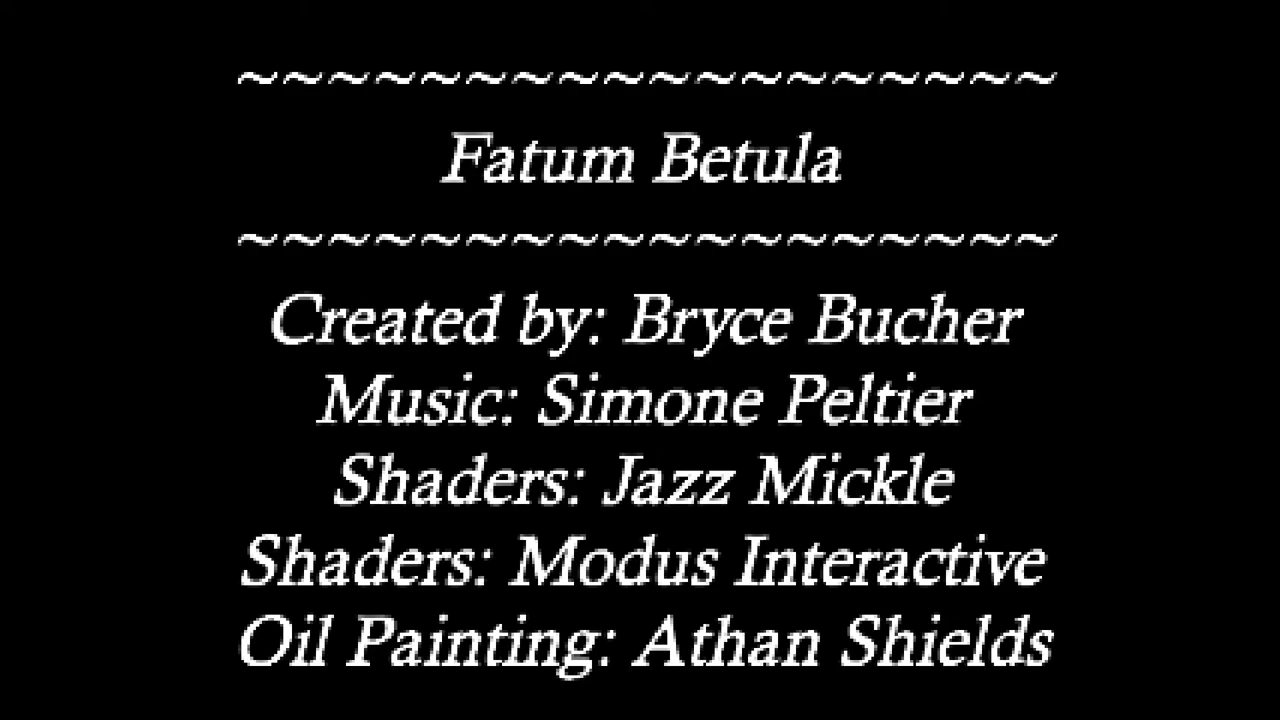 ~~~~~~~~~~~~~~~~~~
Fatum Betula
~~~~~~~~~~~~~~~~~~
Created by: Bryce Bucher
Music: Simone Peltier
Shaders: Jazz Mickle
Shaders: Modus Interactive
Oil Painting: Athan Shields